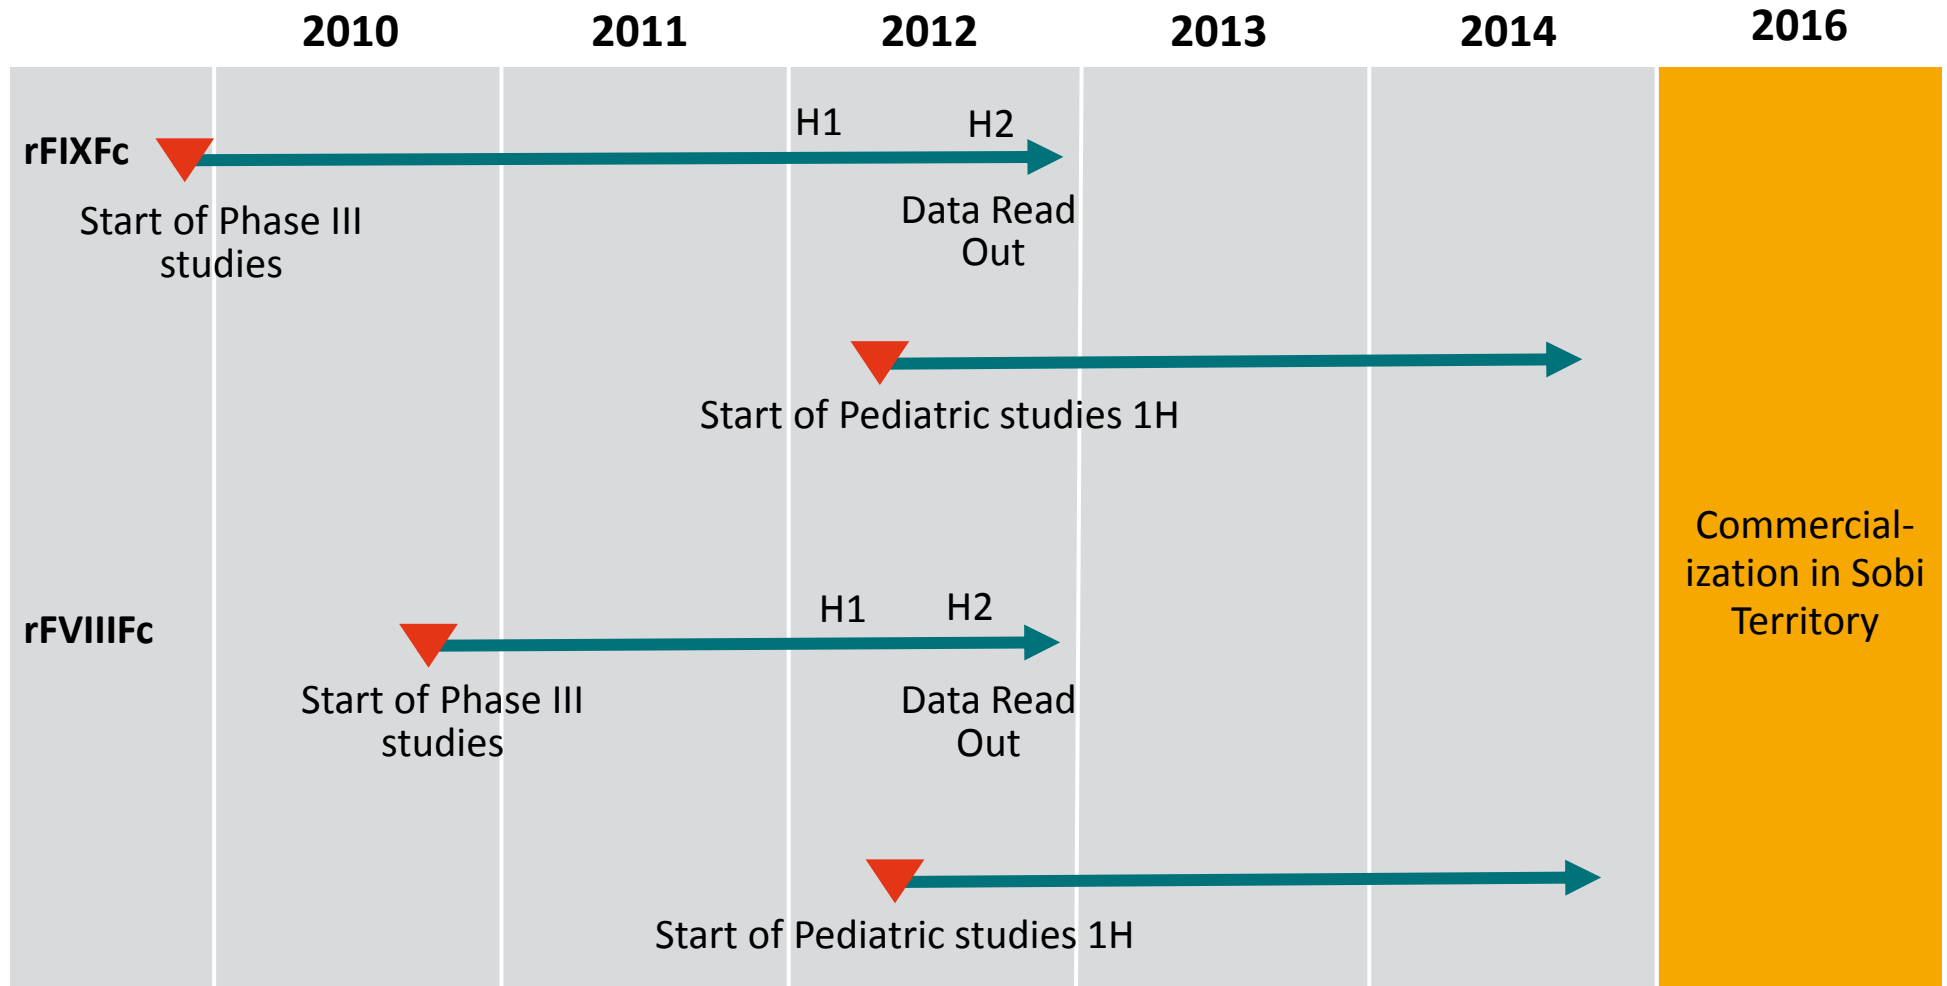 2010 2011 2012 2013 2014 2016
H1 H2
rFIXFc
Start of Phase III
studies
Data Read
Out
Start of Pediatric studies 1H
Commercial-
ization in Sobi
Territory
H1 H2
rFVIIIFc
Start of Phase III
studies
Data Read
Out
Start of Pediatric studies 1H